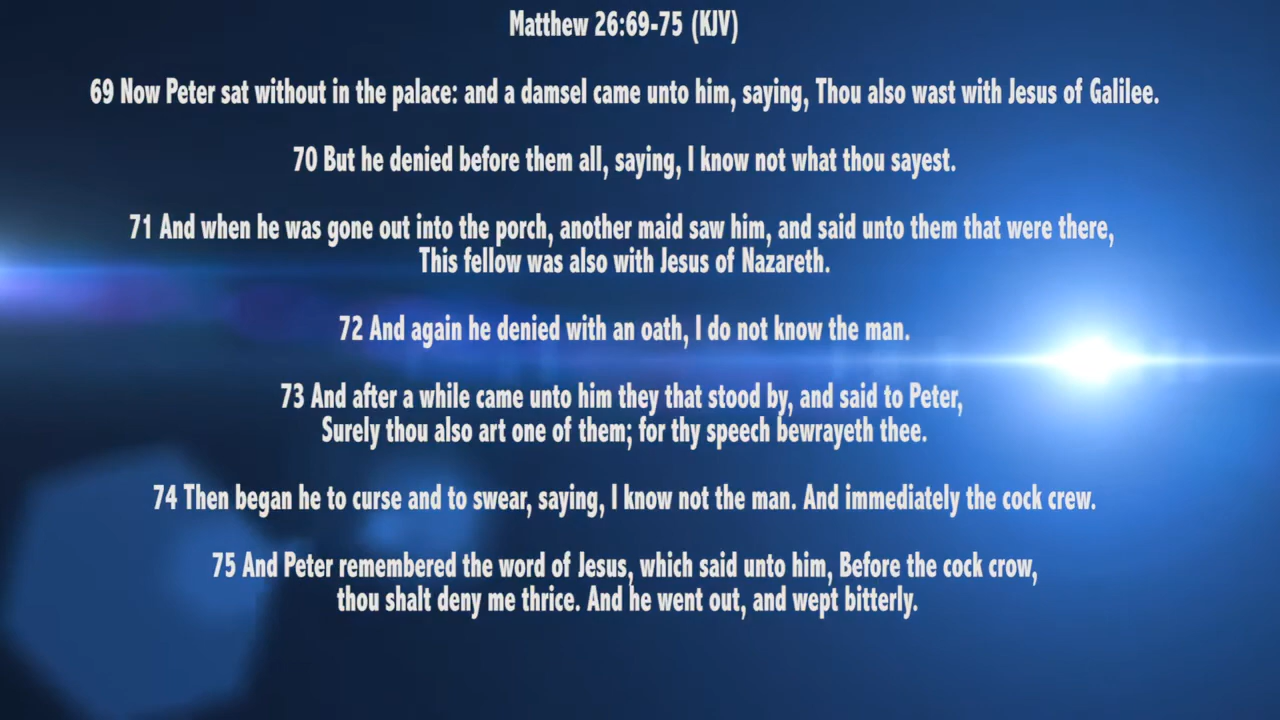 Matthew 26:69-75 (KJV)
69 Now Peter sat without in the palace: and a damsel came unto him, saying, Thou also wast with Jesus of Galilee.
70 But he denied before them all, saying, I know not what thou sayest.
71 And when he was gone out into the porch, another maid saw him, and said unto them that were there,
This fellow was also with Jesus of Nazareth.
72 And again he denied with an oath, I do not know the man.
73 And after a while came unto him they that stood by, and said to Peter,
Surely thou also art one of them; for thy speech bewrayeth thee.
74 Then began he to curse and to swear, saying, I know not the man. And immediately the cock crew.
75 And Peter remembered the word of Jesus, which said unto him, Before the cock crow,
thou shalt deny me thrice. And he went out, and wept bitterly.